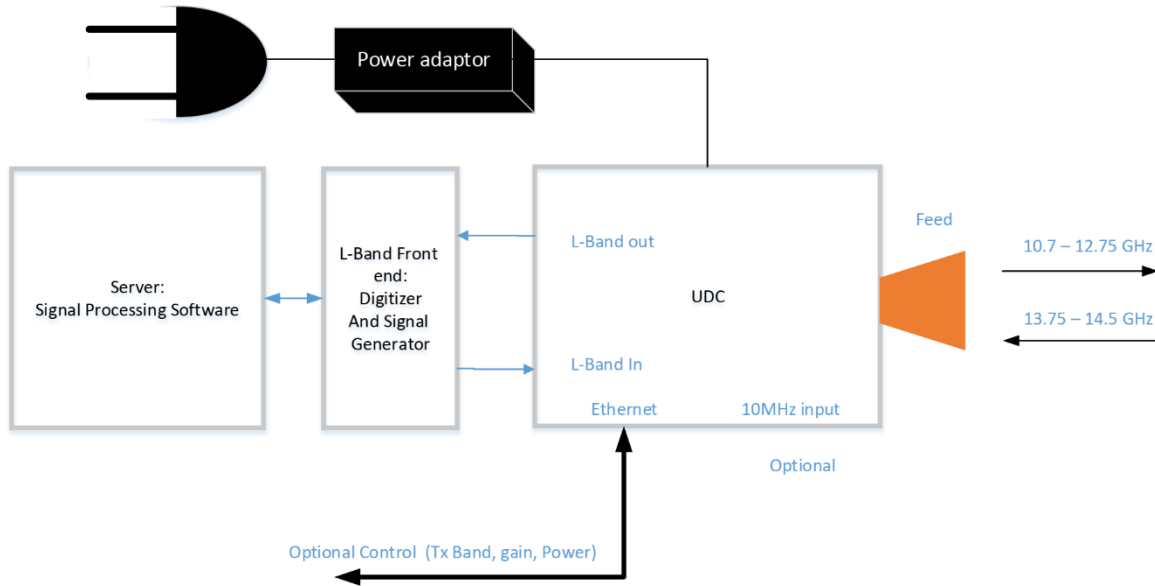 Power adaptor
Server:
Signal Processing Software
L-Band Front
end:
Digitizer
And Signal
Generator
L-Band out
UDC
L-Band In
Ethernet
10MHz input
Optional
Feed
10.7 – 12.75 GHz
13.75 – 14.5 GHz
Optional Control (Tx Band, gain, Power)